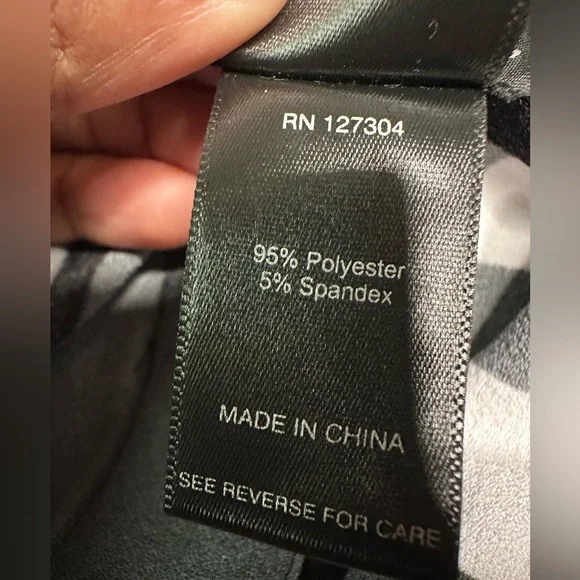 RN 127304
95% Polyester
5% Spandex
MADE IN CHINA
SEE REVERSE FOR CARE